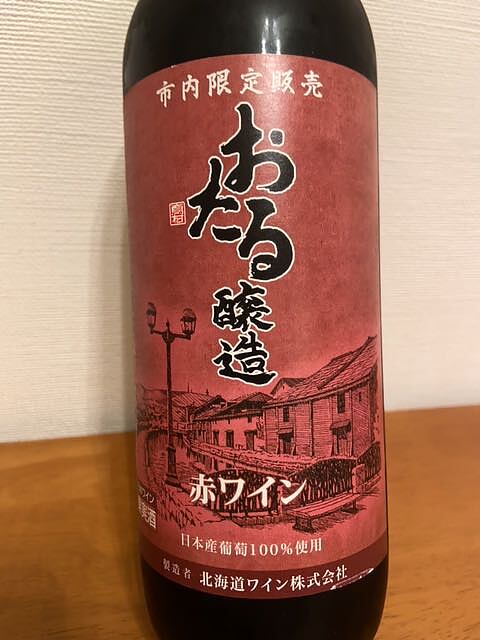 市内限定販売
おたる
醸造
赤ワイン
日本産葡萄100%使用
製造者 北海道ワイン株式会社